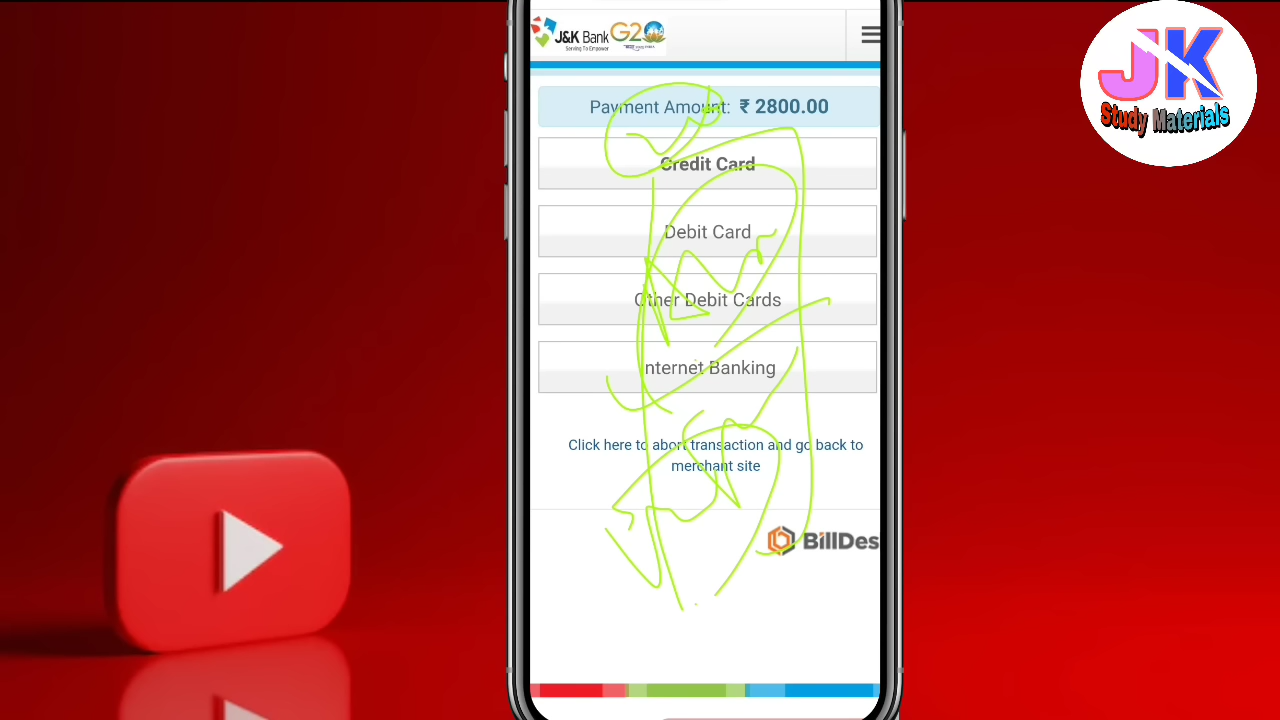 J&K Bank
Serving To Empower
G20
JK
Study Materials
Payment Amount: ₹ 2800.00
Credit Card
Debit Card
Other Debit Cards
Internet Banking
Click here to abort transaction and go back to
merchant site
BillDes